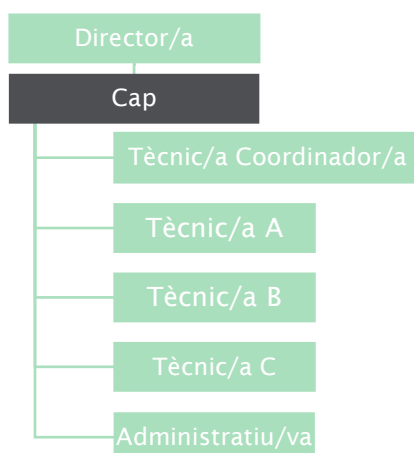 Director/a
Cap
Tècnic/a Coordinador/a
Tècnic/a A
Tècnic/a B
Tècnic/a C
Administratiu/va